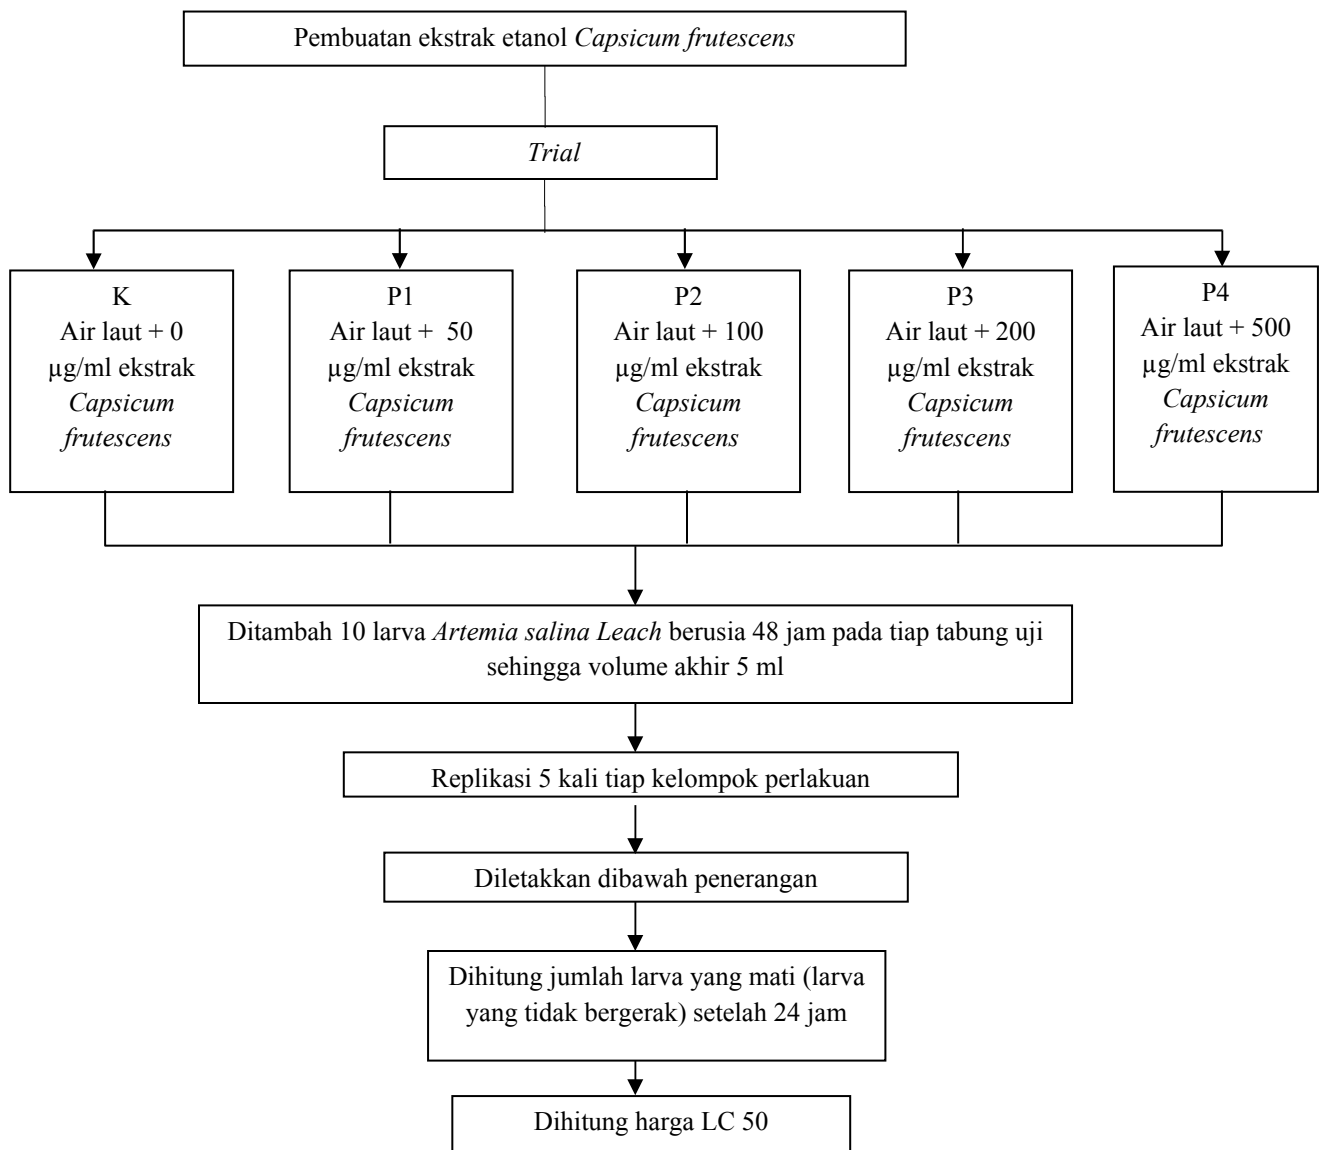 Pembuatan ekstrak etanol Capsicum frutescens
Trial
K
Air laut + 0
µg/ml ekstrak
Capsicum
frutescens
P1
Air laut +  50
µg/ml ekstrak
Capsicum
frutescens
P2
Air laut + 100
µg/ml ekstrak
Capsicum
frutescens
P3
Air laut + 200
µg/ml ekstrak
Capsicum
frutescens
P4
Air laut + 500
µg/ml ekstrak
Capsicum
frutescens
Ditambah 10 larva Artemia salina Leach berusia 48 jam pada tiap tabung uji
sehingga volume akhir 5 ml
Replikasi 5 kali tiap kelompok perlakuan
Diletakkan dibawah penerangan
Dihitung jumlah larva yang mati (larva
yang tidak bergerak) setelah 24 jam
Dihitung harga LC 50